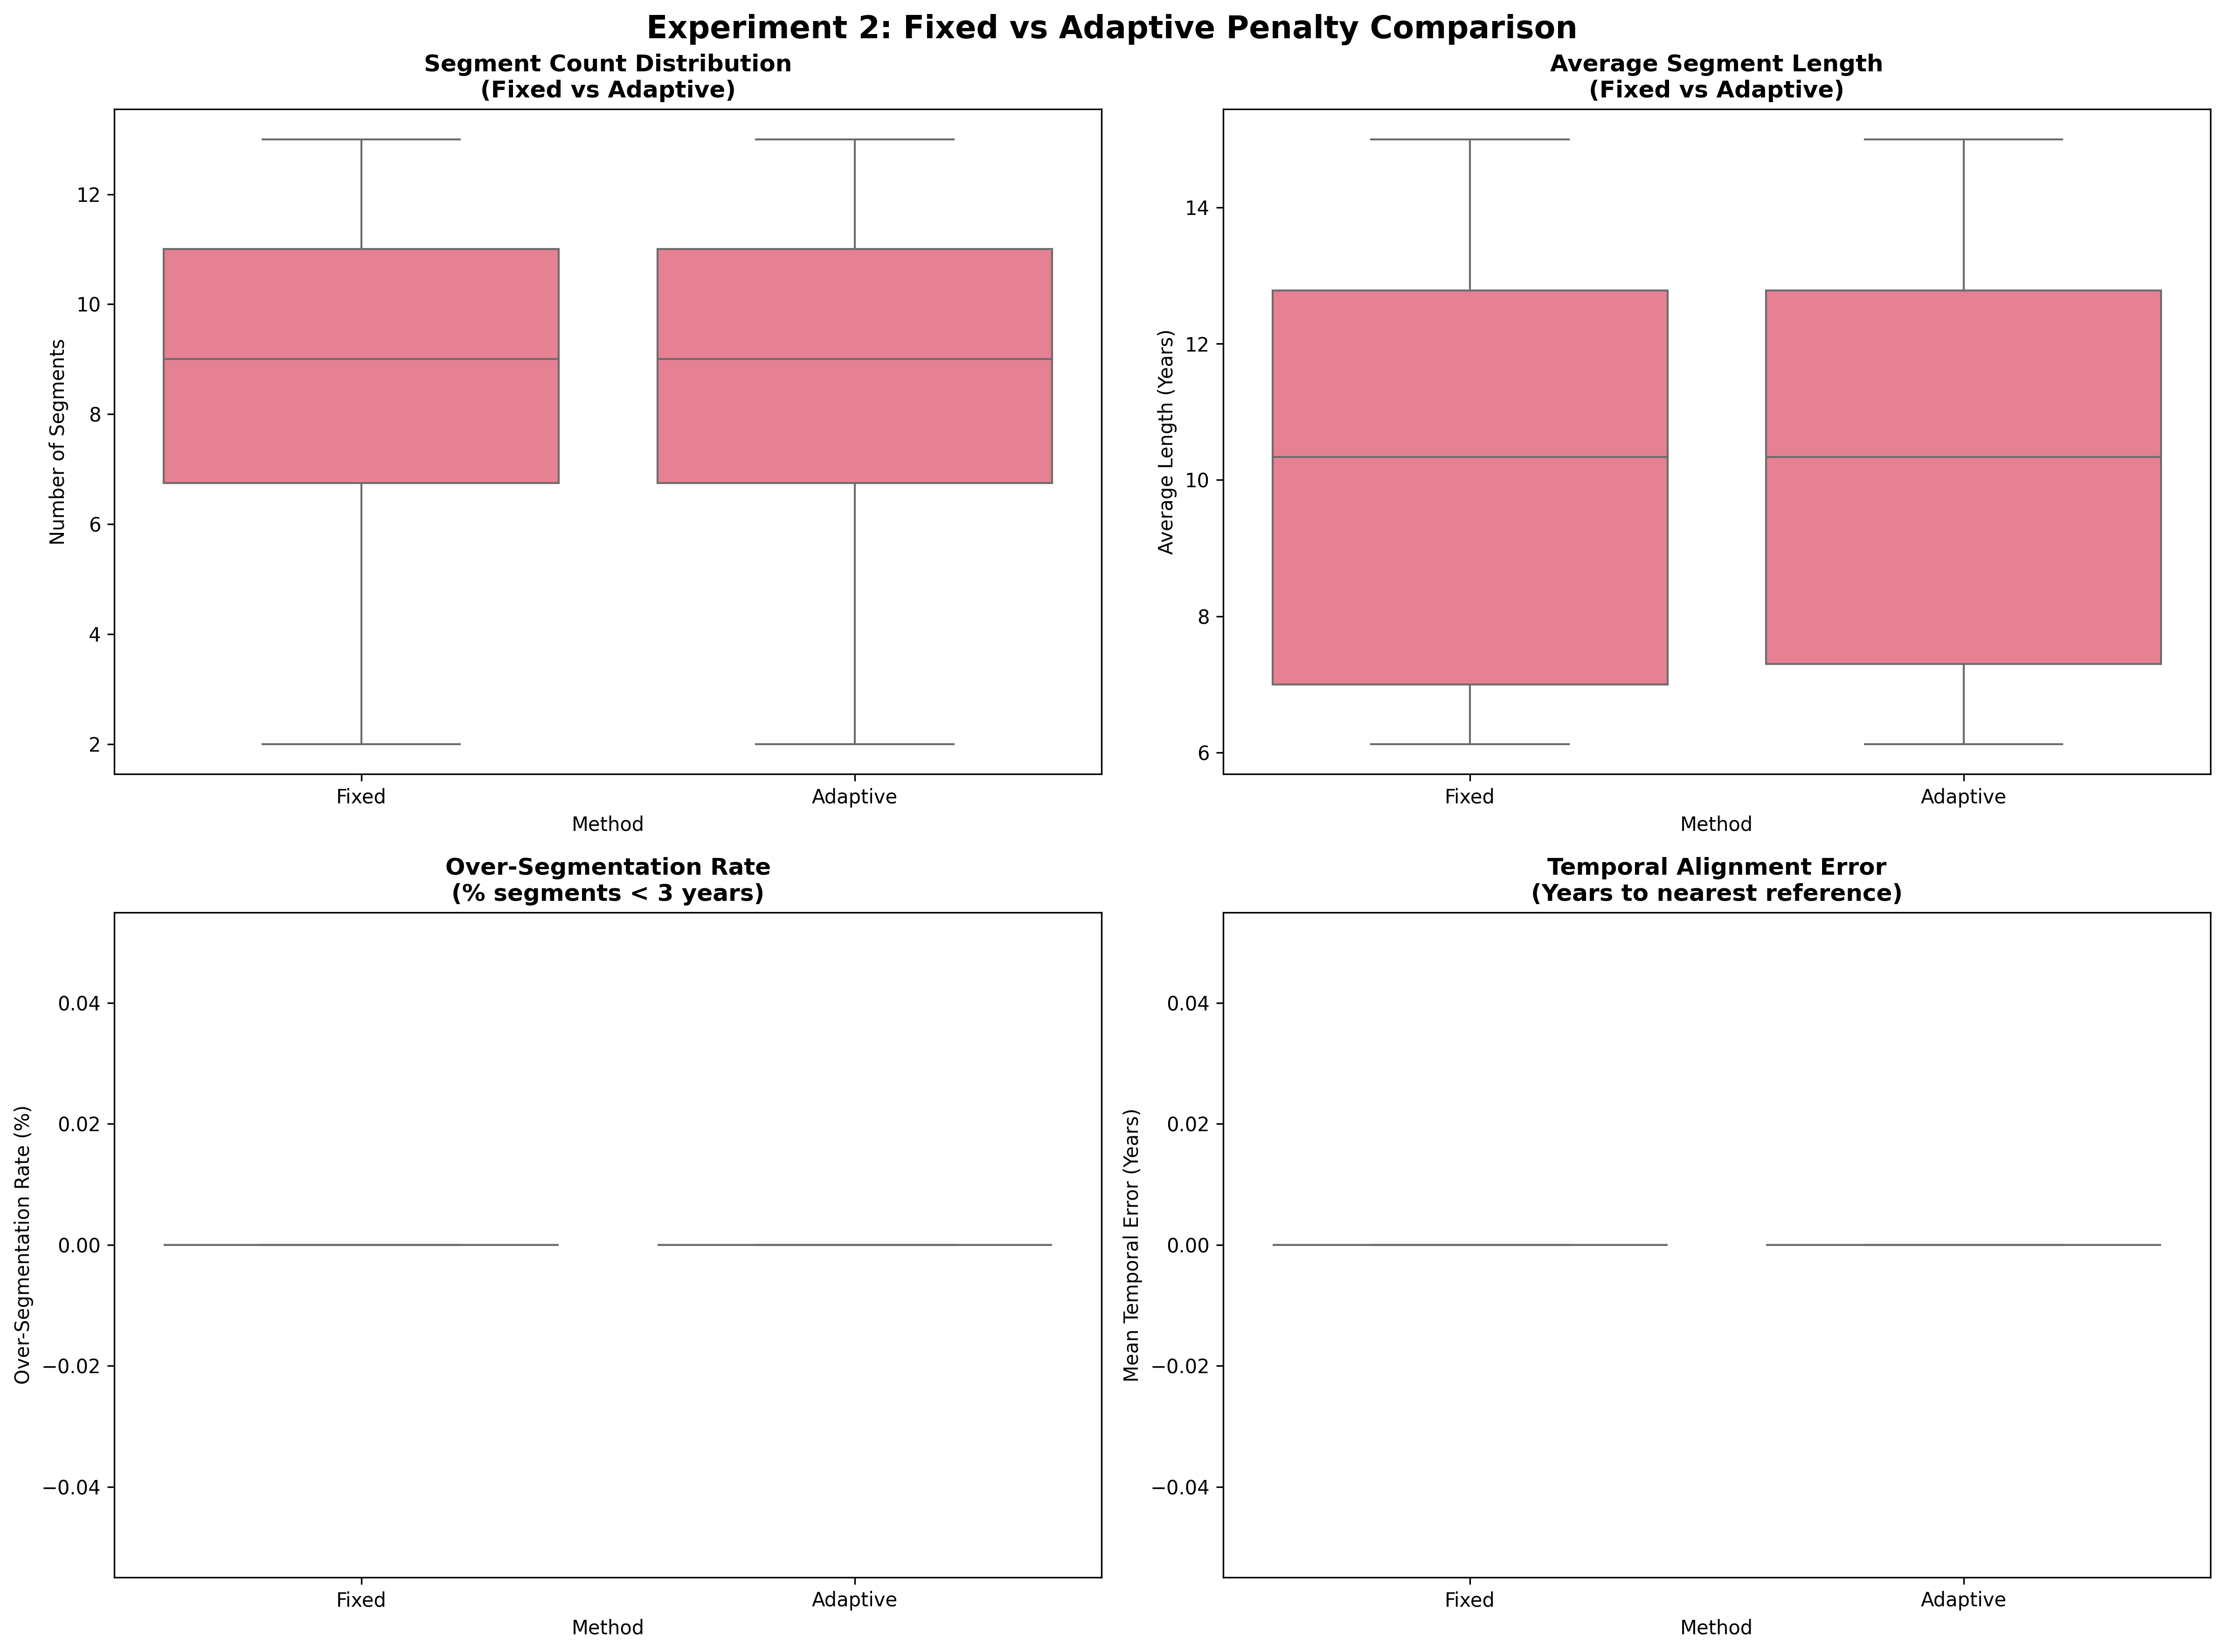 Experiment 2: Fixed vs Adaptive Penalty Comparison
Segment Count Distribution
(Fixed vs Adaptive)
Number of Segments
12
10
8
6
4
2
Fixed
Adaptive
Method
Average Segment Length
(Fixed vs Adaptive)
Average Length (Years)
14
12
10
8
6
Fixed
Adaptive
Method
Over-Segmentation Rate
(% segments < 3 years)
Over-Segmentation Rate (%)
0.04
0.02
0.00
−0.02
−0.04
Fixed
Adaptive
Method
Temporal Alignment Error
(Years to nearest reference)
Mean Temporal Error (Years)
0.04
0.02
0.00
−0.02
−0.04
Fixed
Adaptive
Method